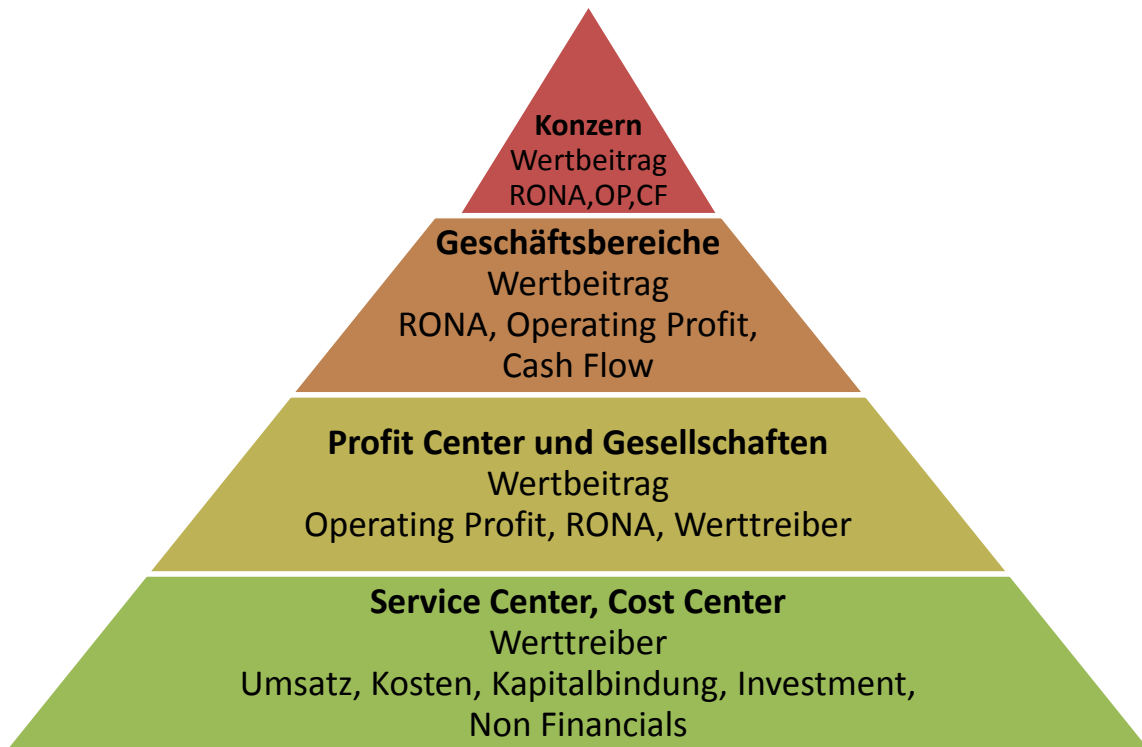 Konzern
Wertbeitrag
RONA,OP,CF
Geschäftsbereiche
Wertbeitrag
RONA, Operating Profit,
Cash Flow
Profit Center und Gesellschaften
Wertbeitrag
Operating Profit, RONA, Werttreiber
Service Center, Cost Center
Werttreiber
Umsatz, Kosten, Kapitalbindung, Investment,
Non Financials